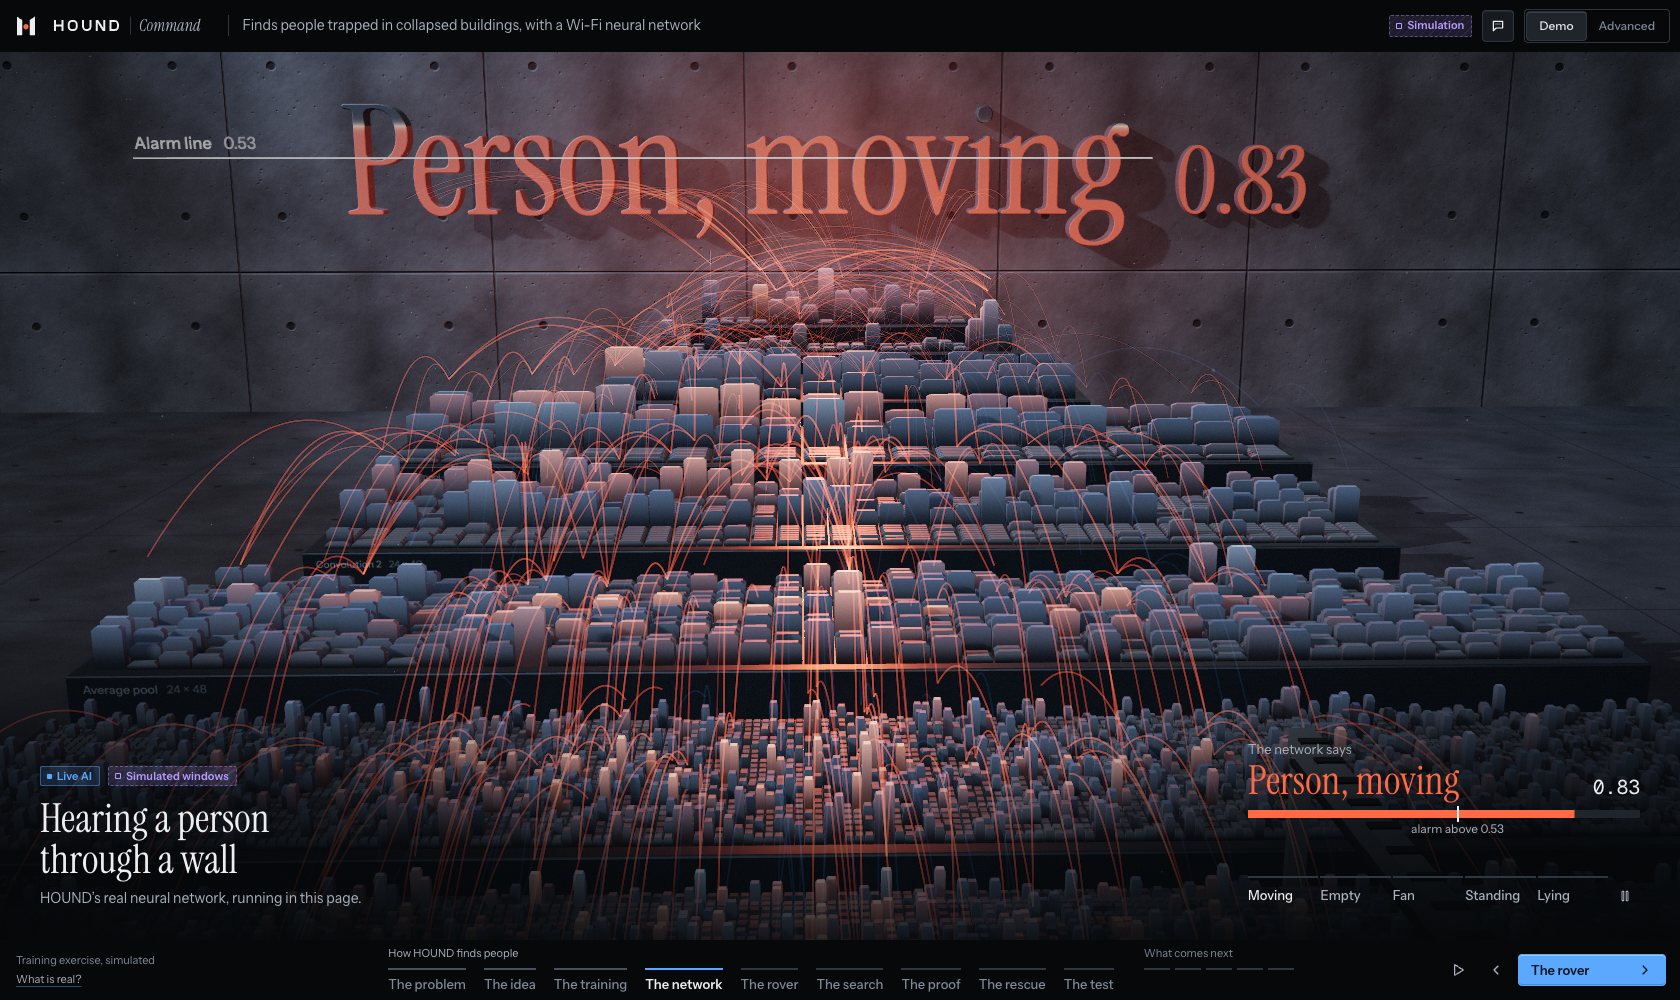 HOUND Command
Finds people trapped in collapsed buildings, with a Wi-Fi neural network
Simulation
Demo
Advanced
Alarm line 0.53
Person, moving 0.83
Convolution 2
Average pool 24 × 48
Live AI
Simulated windows
Hearing a person
through a wall
HOUND's real neural network, running in this page.
The network says
Person, moving 0.83
alarm above 0.53
Moving Empty Fan Standing Lying
Training exercise, simulated
What is real?
How HOUND finds people
The problem The idea The training The network The rover The search The proof The rescue The test
What comes next
The rover